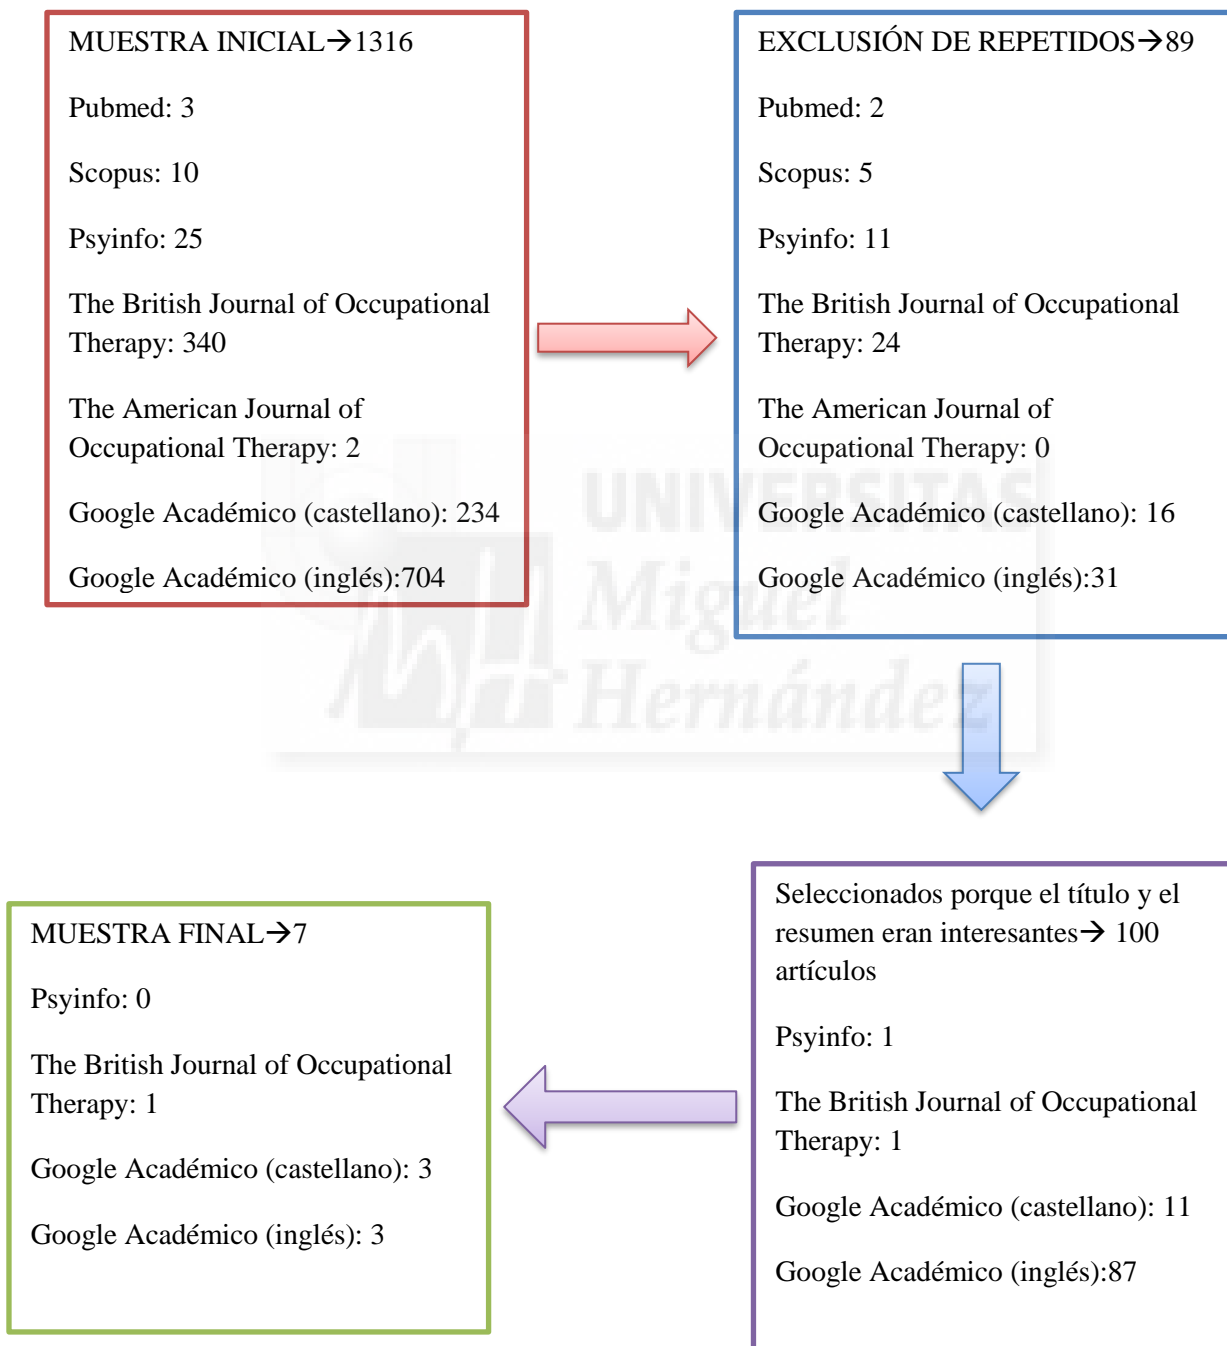 MUESTRA INICIAL→1316
Pubmed: 3
Scopus: 10
Psyinfo: 25
The British Journal of Occupational
Therapy: 340
The American Journal of
Occupational Therapy: 2
Google Académico (castellano): 234
Google Académico (inglés):704
EXCLUSIÓN DE REPETIDOS→89
Pubmed: 2
Scopus: 5
Psyinfo: 11
The British Journal of Occupational
Therapy: 24
The American Journal of
Occupational Therapy: 0
Google Académico (castellano): 16
Google Académico (inglés):31
UNIVERSITAS
Miguel
Hernández
Seleccionados porque el título y el
resumen eran interesantes→ 100
artículos
Psyinfo: 1
The British Journal of Occupational
Therapy: 1
Google Académico (castellano): 11
Google Académico (inglés):87
MUESTRA FINAL→7
Psyinfo: 0
The British Journal of Occupational
Therapy: 1
Google Académico (castellano): 3
Google Académico (inglés): 3